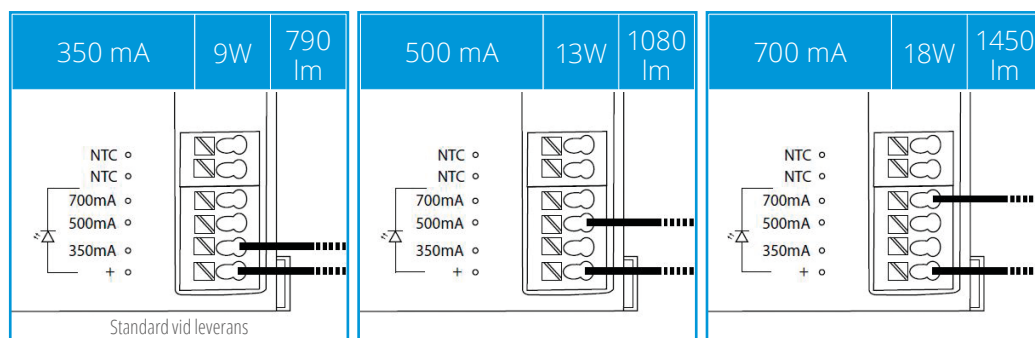 350 mA 9W 790
lm
NTC
NTC
700mA
500mA
350mA
+
Standard vid leverans
500 mA 13W 1080
lm
NTC
NTC
700mA
500mA
350mA
+
700 mA 18W 1450
lm
NTC
NTC
700mA
500mA
350mA
+